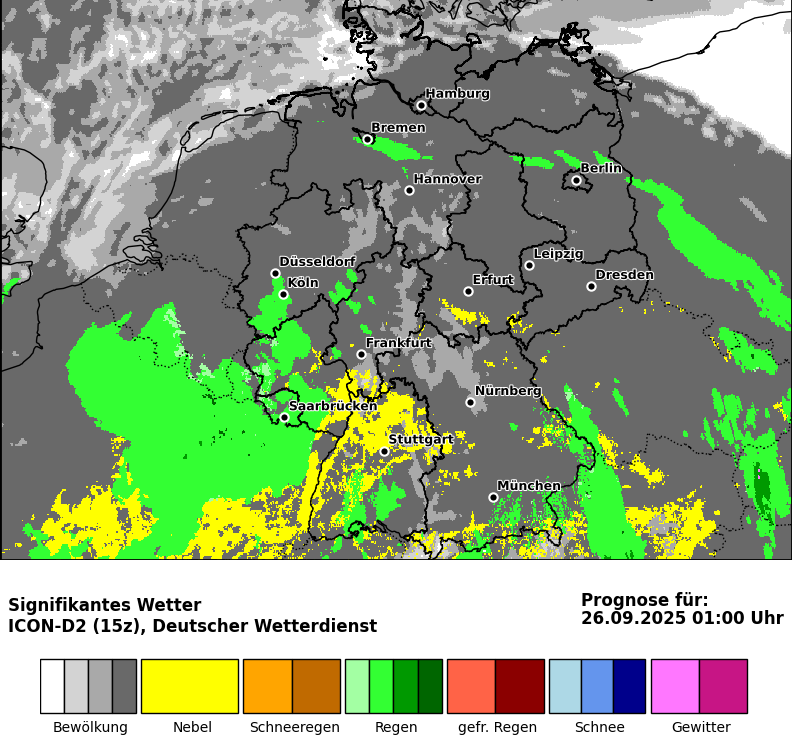 Hamburg
Bremen
Berlin
Hannover
Leipzig
Düsseldorf
Dresden
Köln
Erfurt
Frankfurt
Nürnberg
Saarbrücken
Stuttgart
München
Signifikantes Wetter
ICON-D2 (15z), Deutscher Wetterdienst
Prognose für:
26.09.2025 01:00 Uhr
Bewölkung Nebel Schneeregen Regen gefr. Regen Schnee Gewitter